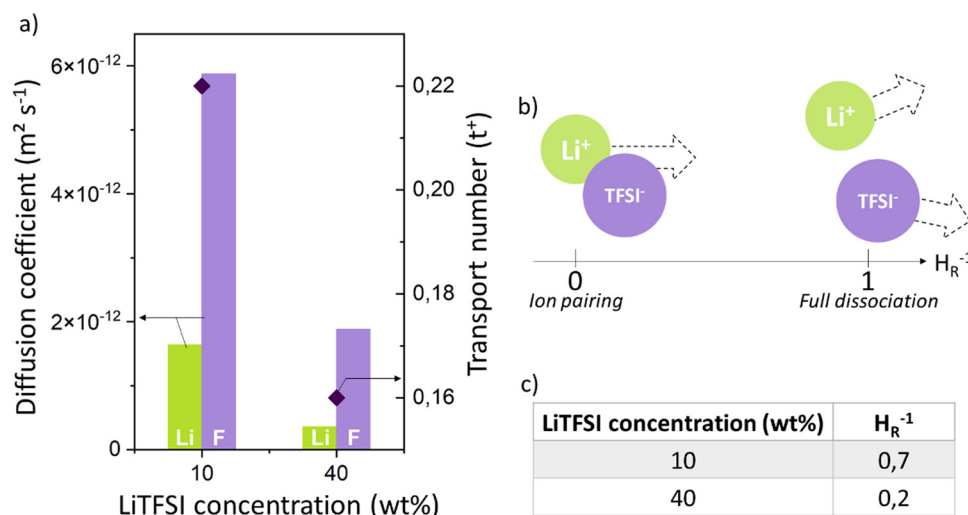 a)
Diffusion coefficient (m² s⁻¹)
6×10⁻¹²
4×10⁻¹²
2×10⁻¹²
0
Li F
Li F
10
40
LiTFSI concentration (wt%)
0,22
0,20
0,18
0,16
Transport number (t⁺)
b)
Li⁺
TFSI⁻
Li⁺
TFSI⁻
0
1
H_R⁻¹
Ion pairing
Full dissociation
c)
LiTFSI concentration (wt%) H_R⁻¹
10 0,7
40 0,2